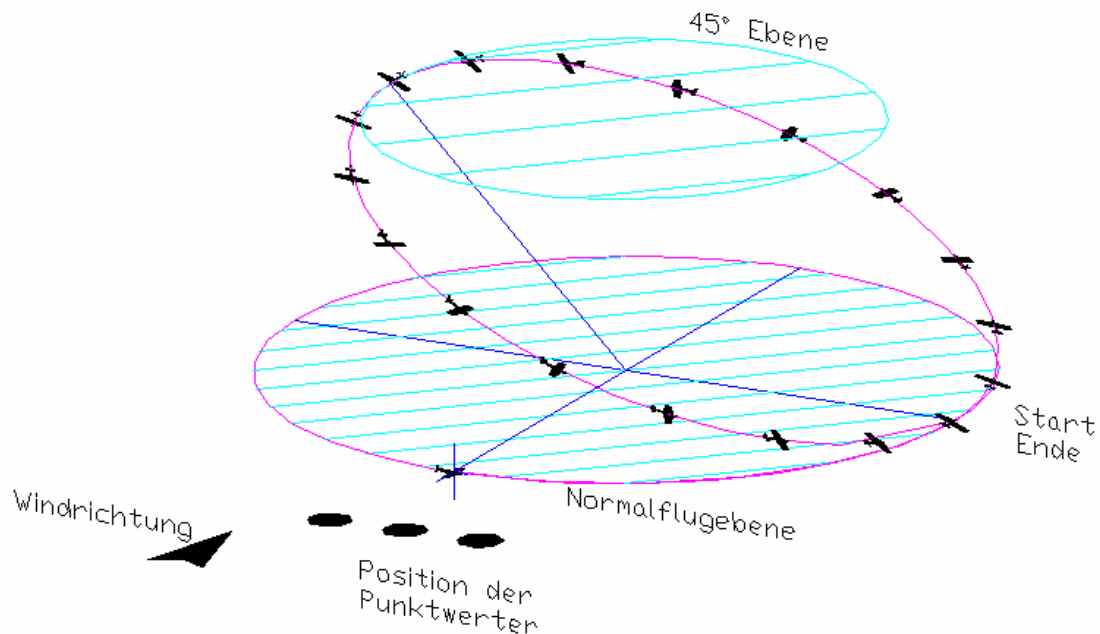 45° Ebene
Start
Ende
Normalflugebene
Windrichtung
Position der
Punktwerter